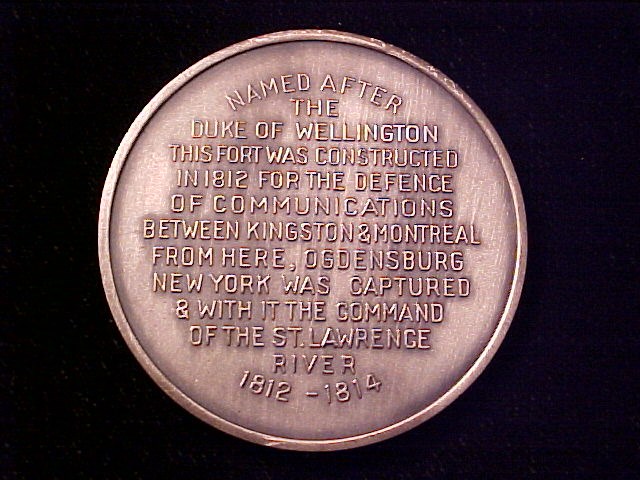 NAMED AFTER
THE
DUKE OF WELLINGTON
THIS FORT WAS CONSTRUCTED
IN 1812 FOR THE DEFENCE
OF COMMUNICATIONS
BETWEEN KINGSTON & MONTREAL
FROM HERE, OGDENSBURG
NEW YORK WAS CAPTURED
& WITH IT THE COMMAND
OF THE ST. LAWRENCE
RIVER
1812 - 1814